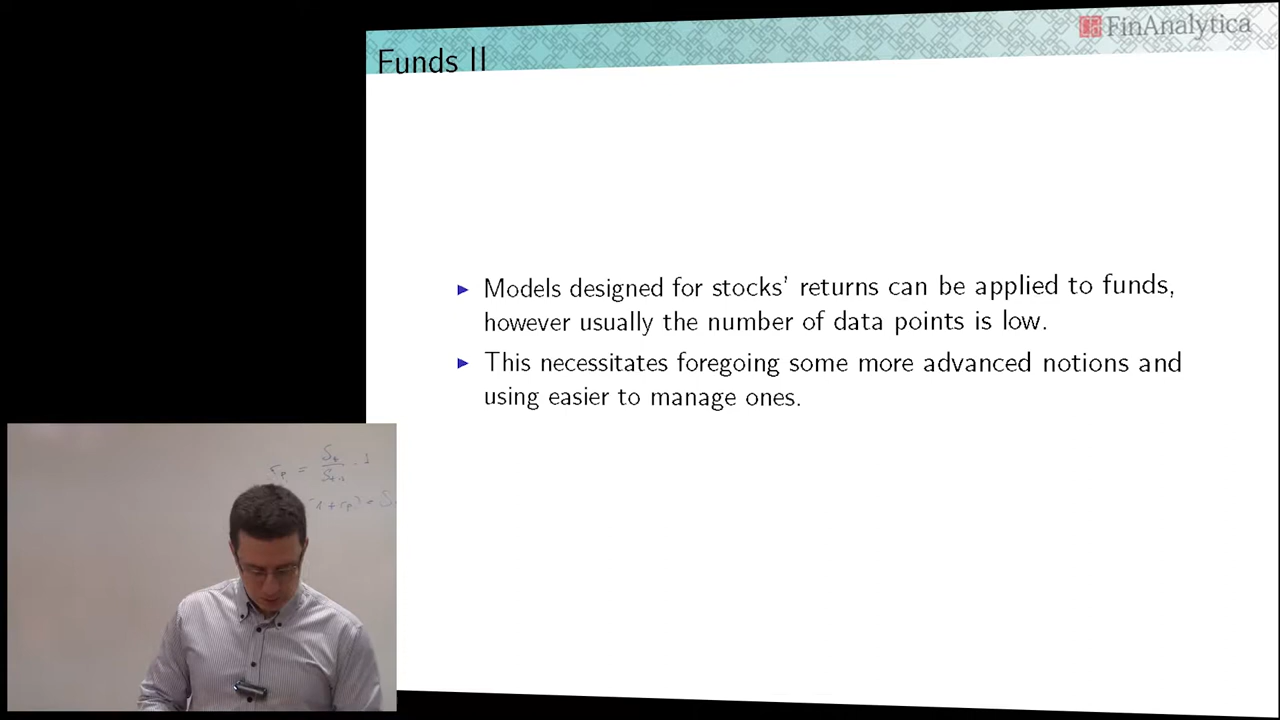 FinAnalytica
Funds II
Models designed for stocks' returns can be applied to funds,
however usually the number of data points is low.
This necessitates foregoing some more advanced notions and
using easier to manage ones.